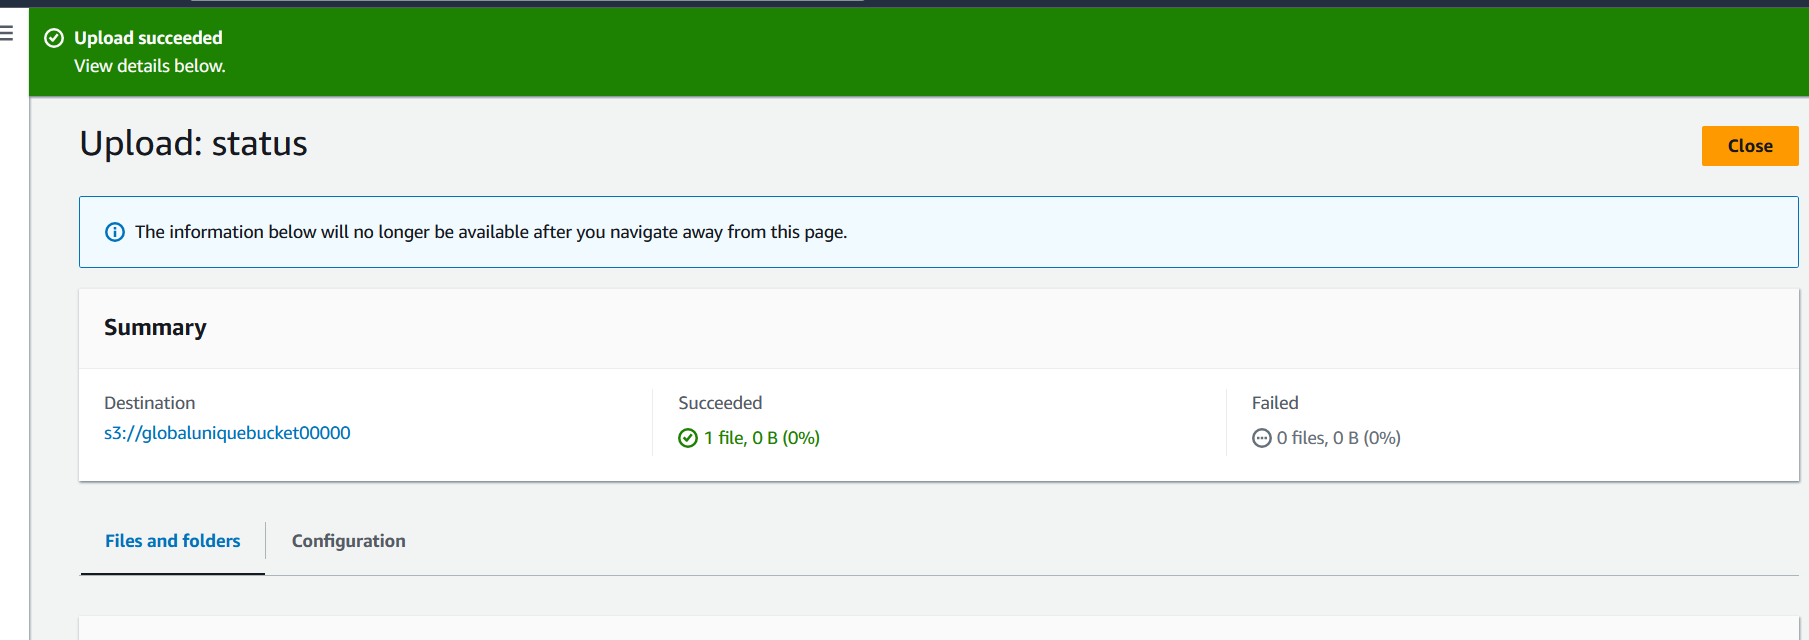 Upload succeeded
View details below.
Upload: status
Close
The information below will no longer be available after you navigate away from this page.
Summary
Destination
s3://globaluniquebucket00000
Succeeded
1 file, 0 B (0%)
Failed
0 files, 0 B (0%)
Files and folders
Configuration